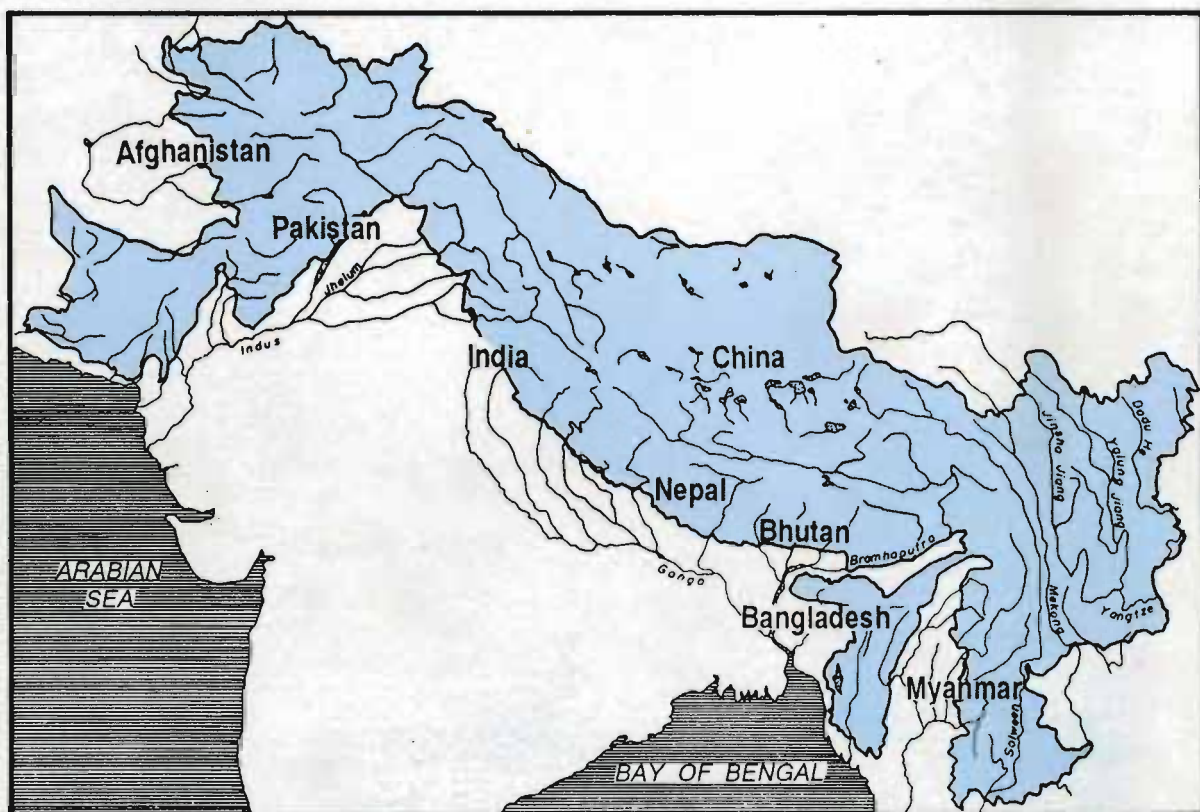 Afghanistan
Pakistan
Jhelum
Indus
India
China
Jinsha Jiang
Yalung Jiang
Dadu He
Nepal
Bhutan
Bramhaputra
Ganga
ARABIAN
SEA
Bangladesh
Mekong
Yangtze
Myanmar
Salween
BAY OF BENGAL